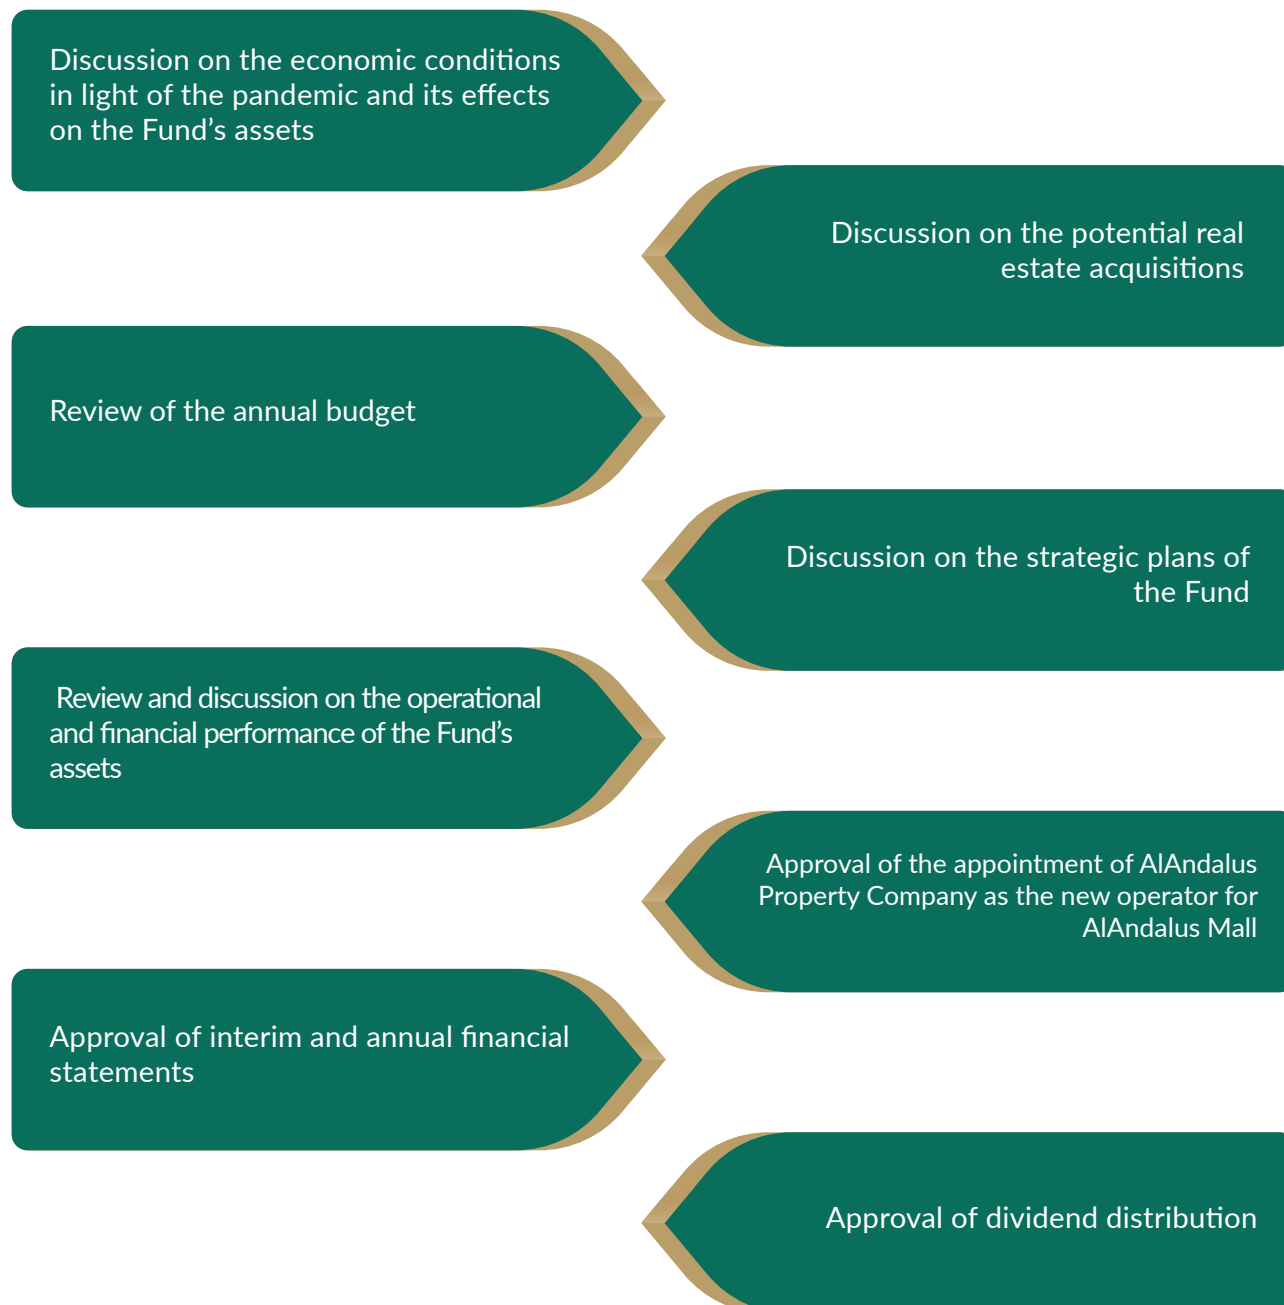 Discussion on the economic conditions
in light of the pandemic and its effects
on the Fund's assets
Discussion on the potential real
estate acquisitions
Review of the annual budget
Discussion on the strategic plans of
the Fund
Review and discussion on the operational
and financial performance of the Fund's
assets
Approval of the appointment of AlAndalus
Property Company as the new operator for
AlAndalus Mall
Approval of interim and annual financial
statements
Approval of dividend distribution